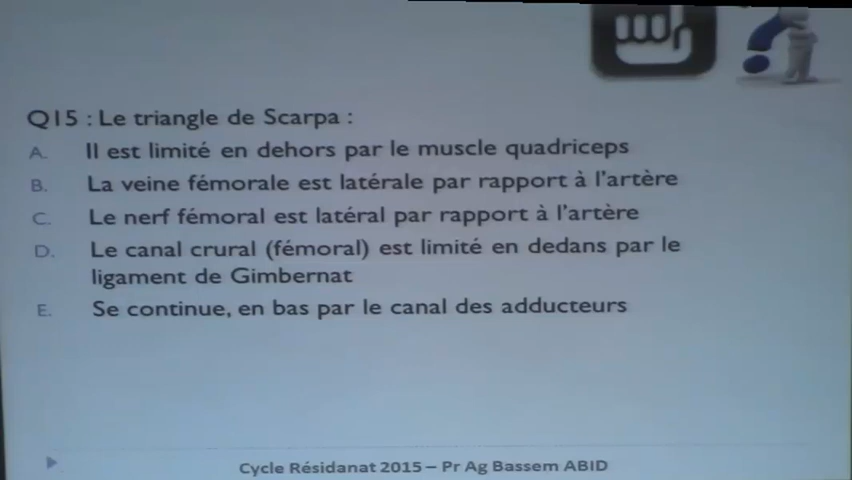 Q15 : Le triangle de Scarpa :
A. Il est limité en dehors par le muscle quadriceps
B. La veine fémorale est latérale par rapport à l'artère
C. Le nerf fémoral est latéral par rapport à l'artère
D. Le canal crural (fémoral) est limité en dedans par le
ligament de Gimbernat
E. Se continue, en bas par le canal des adducteurs
Cycle Résidanat 2015 – Pr Ag Bassem ABID